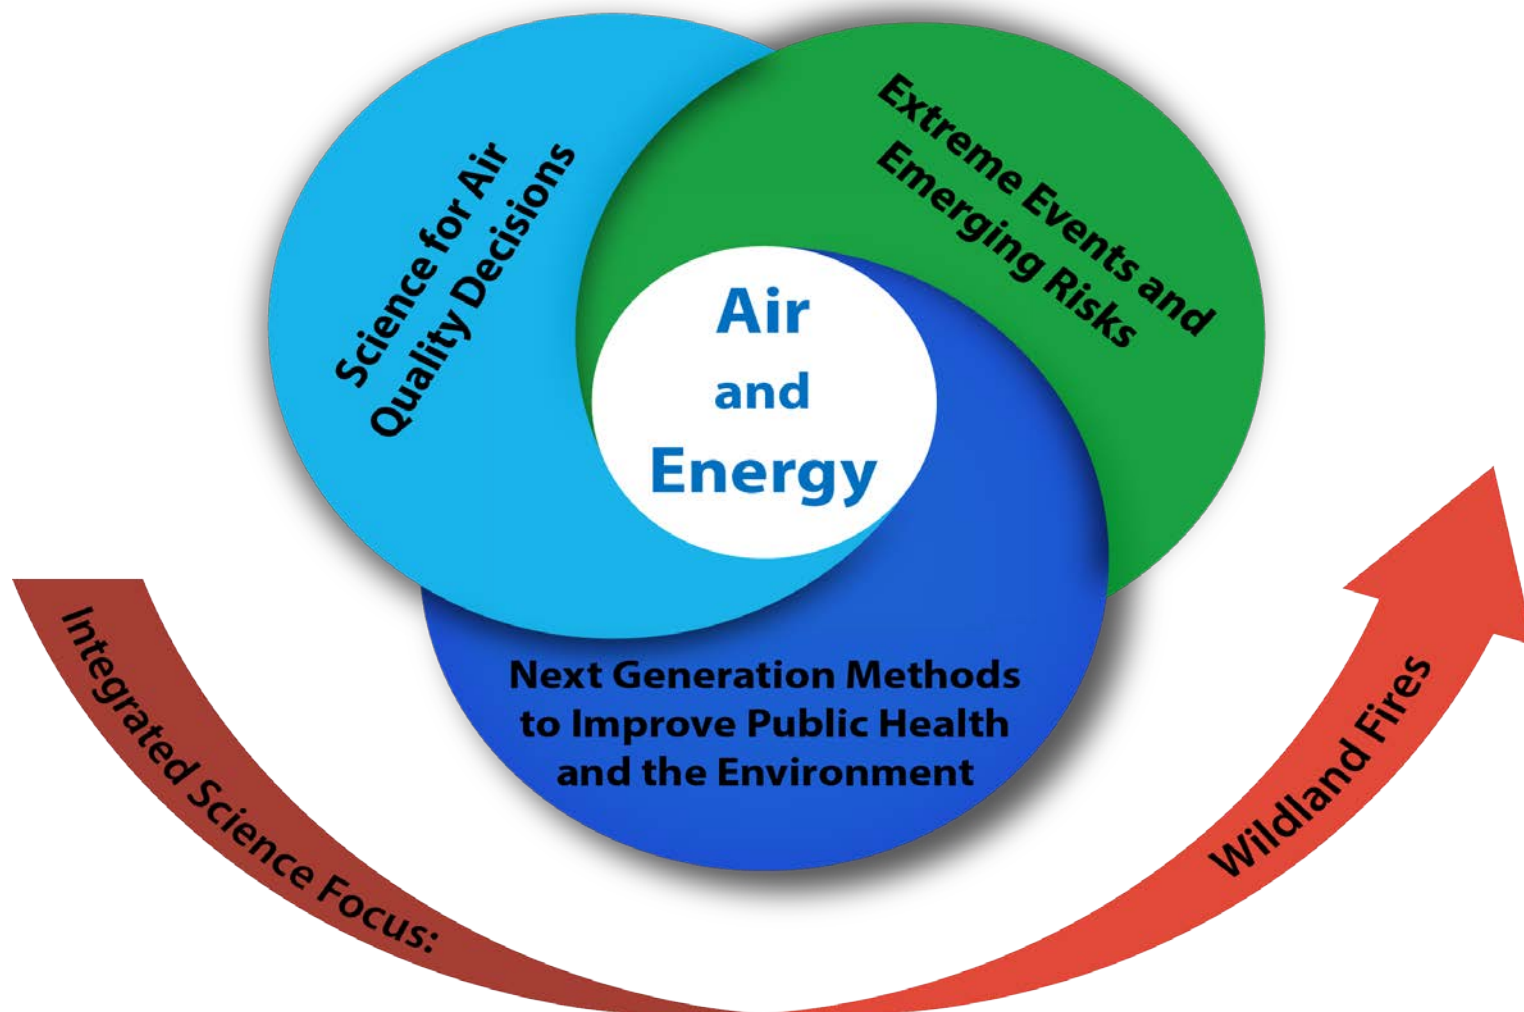 Science for Air
Quality Decisions
Extreme Events and
Emerging Risks
Air
and
Energy
Next Generation Methods
to Improve Public Health
and the Environment
Integrated Science Focus:
Wildland Fires